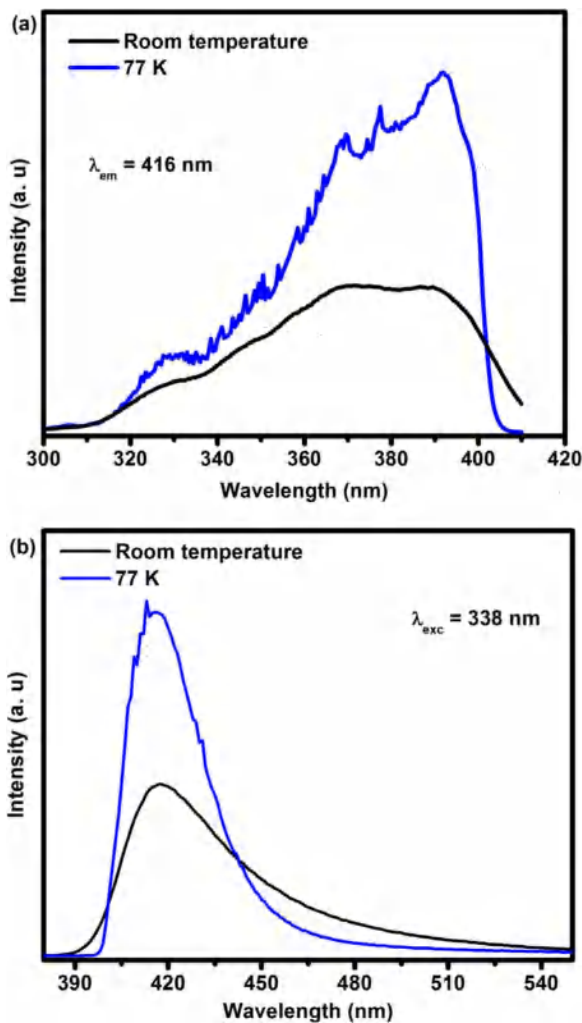 (a)
Room temperature
77 K
λem = 416 nm
Intensity (a. u)
300 320 340 360 380 400 420
Wavelength (nm)
(b)
Room temperature
77 K
λexc = 338 nm
Intensity (a. u)
390 420 450 480 510 540
Wavelength (nm)